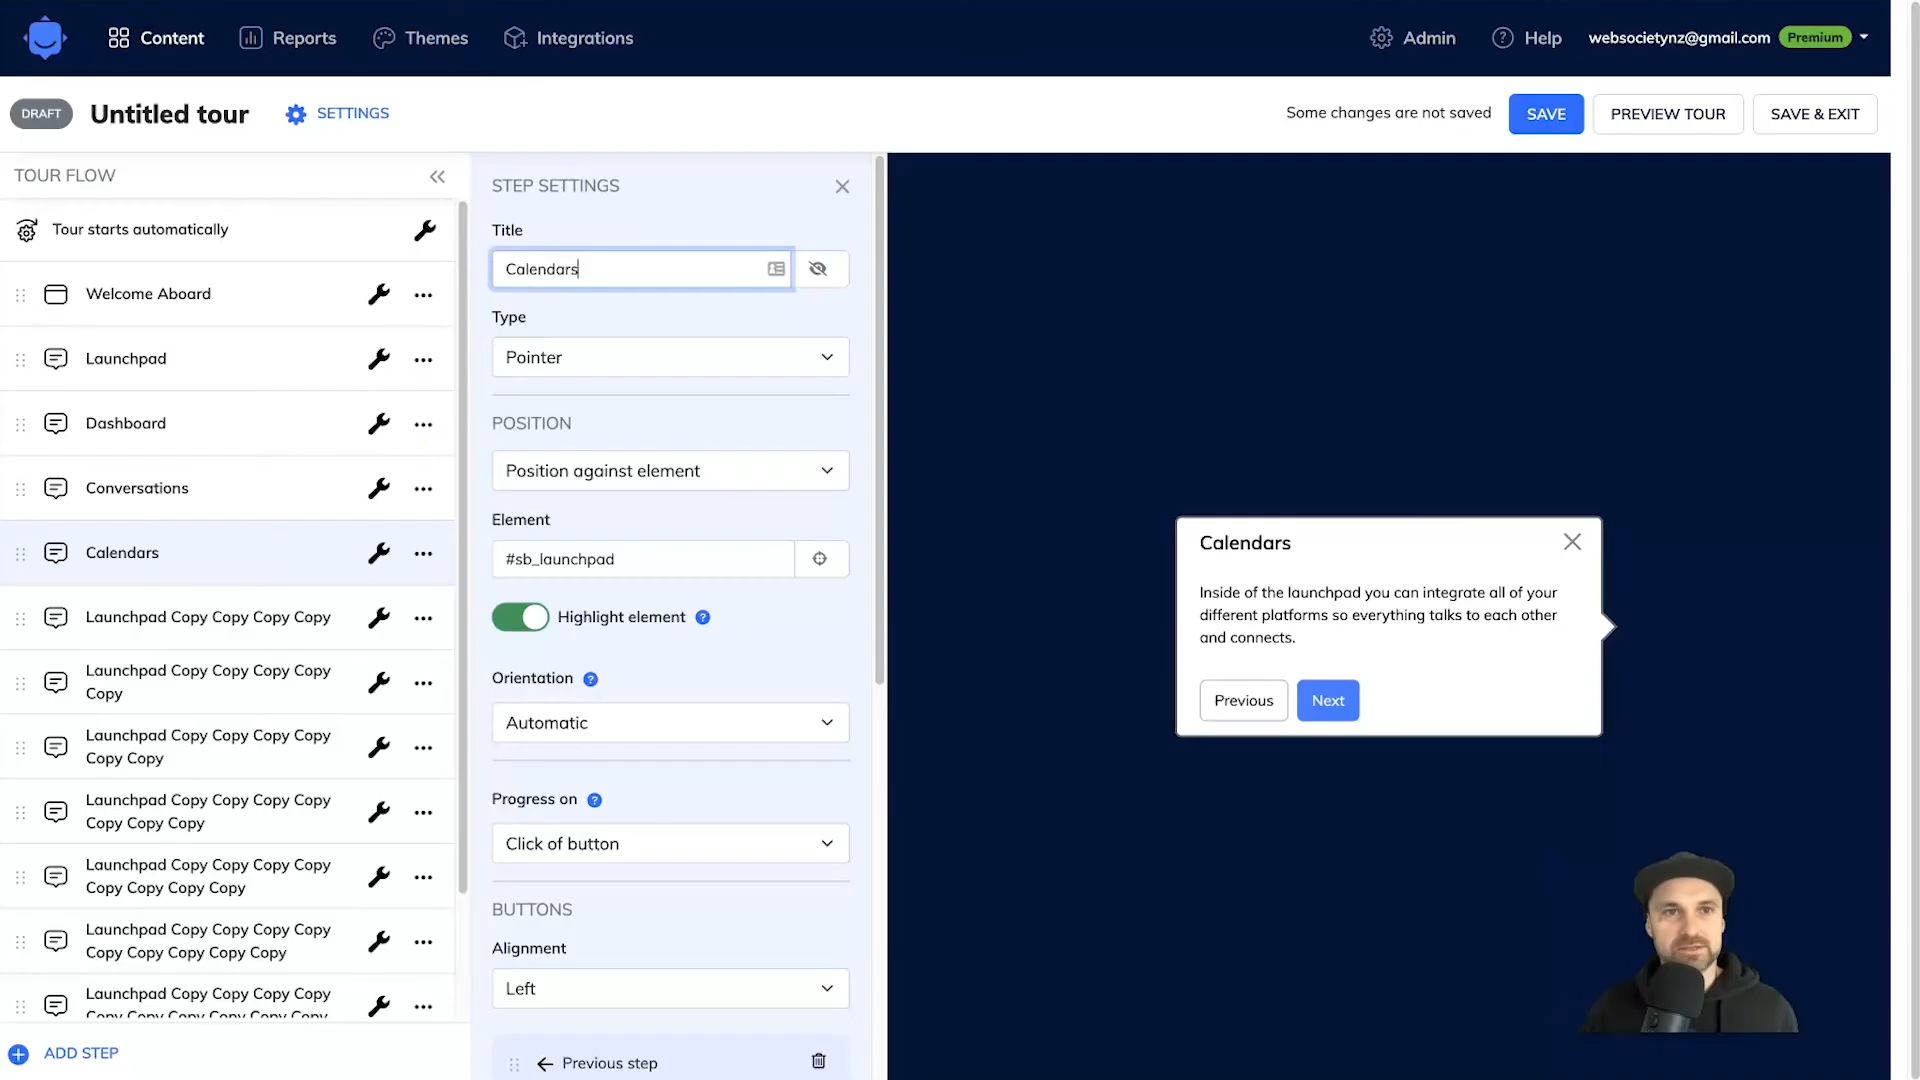 Content
Reports
Themes
Integrations
Admin
Help
websocietynz@gmail.com
Premium
DRAFT
Untitled tour
SETTINGS
Some changes are not saved
SAVE
PREVIEW TOUR
SAVE & EXIT
TOUR FLOW
Tour starts automatically
Welcome Aboard
Launchpad
Dashboard
Conversations
Calendars
Launchpad Copy Copy Copy Copy
Launchpad Copy Copy Copy Copy
Copy
Launchpad Copy Copy Copy Copy
Copy Copy
Launchpad Copy Copy Copy Copy
Copy Copy Copy
Launchpad Copy Copy Copy Copy
Copy Copy Copy Copy
Launchpad Copy Copy Copy Copy
Copy Copy Copy Copy Copy
Launchpad Copy Copy Copy Copy
Copy Copy Copy Copy Copy Copy
ADD STEP
STEP SETTINGS
Title
Calendars
Type
Pointer
POSITION
Position against element
Element
#sb_launchpad
Highlight element
Orientation
Automatic
Progress on
Click of button
BUTTONS
Alignment
Left
Previous step
Calendars
Inside of the launchpad you can integrate all of your
different platforms so everything talks to each other
and connects.
Previous
Next